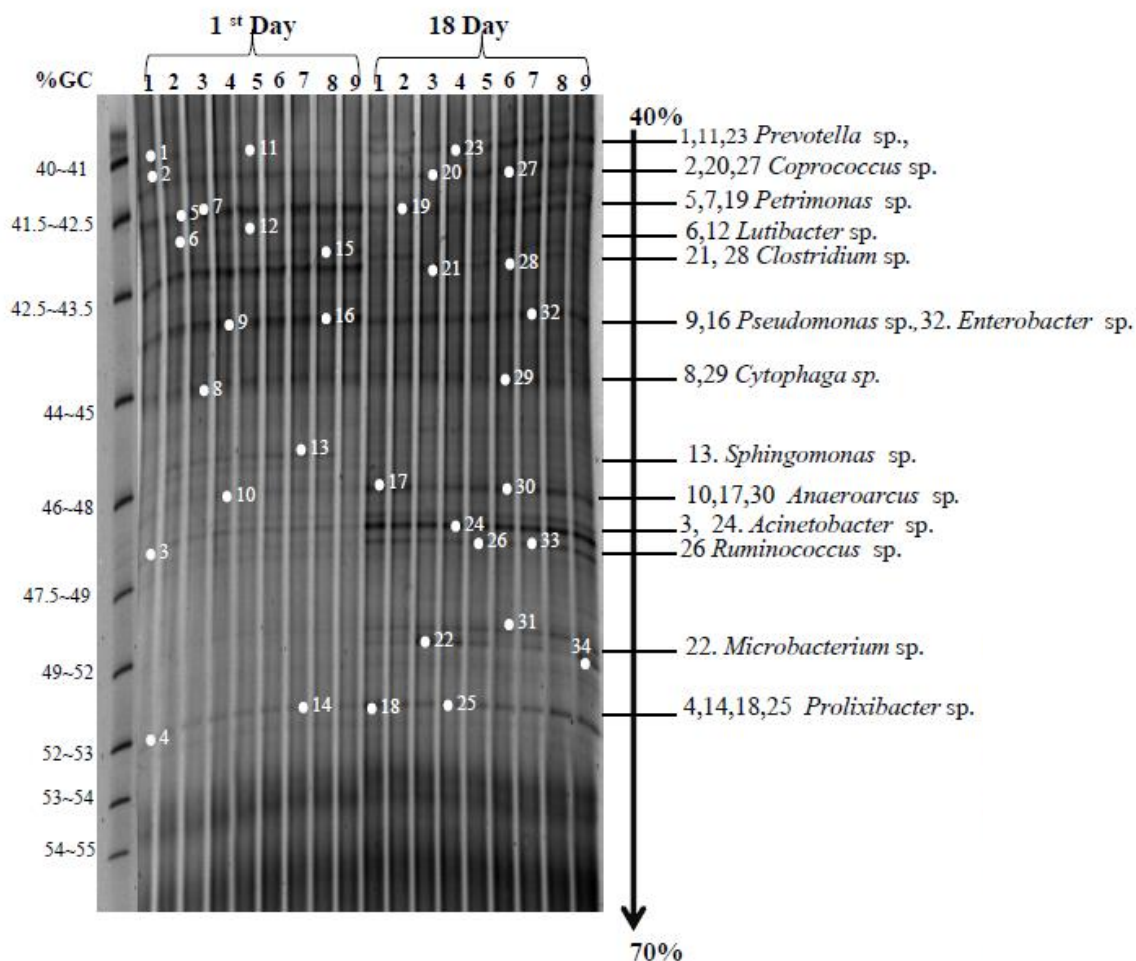 1 st Day 18 Day
%GC 1 2 3 4 5 6 7 8 9 1 2 3 4 5 6 7 8 9
40%
1,11,23 Prevotella sp.,
1 11 23
40~41 2 20 27 2,20,27 Coprococcus sp.
5 7 19 5,7,19 Petrimonas sp.
41.5~42.5 12
6 6,12 Lutibacter sp.
15 21 28 21, 28 Clostridium sp.
42.5~43.5
9 16 32 9,16 Pseudomonas sp.,32. Enterobacter sp.
8 29 8,29 Cytophaga sp.
44~45
13 13. Sphingomonas sp.
10 17 30 10,17,30 Anaeroarcus sp.
46~48
24 3, 24. Acinetobacter sp.
3 26 33 26 Ruminococcus sp.
47.5~49
31
22 34 22. Microbacterium sp.
49~52
14 18 25 4,14,18,25 Prolixibacter sp.
4
52~53
53~54
54~55
70%